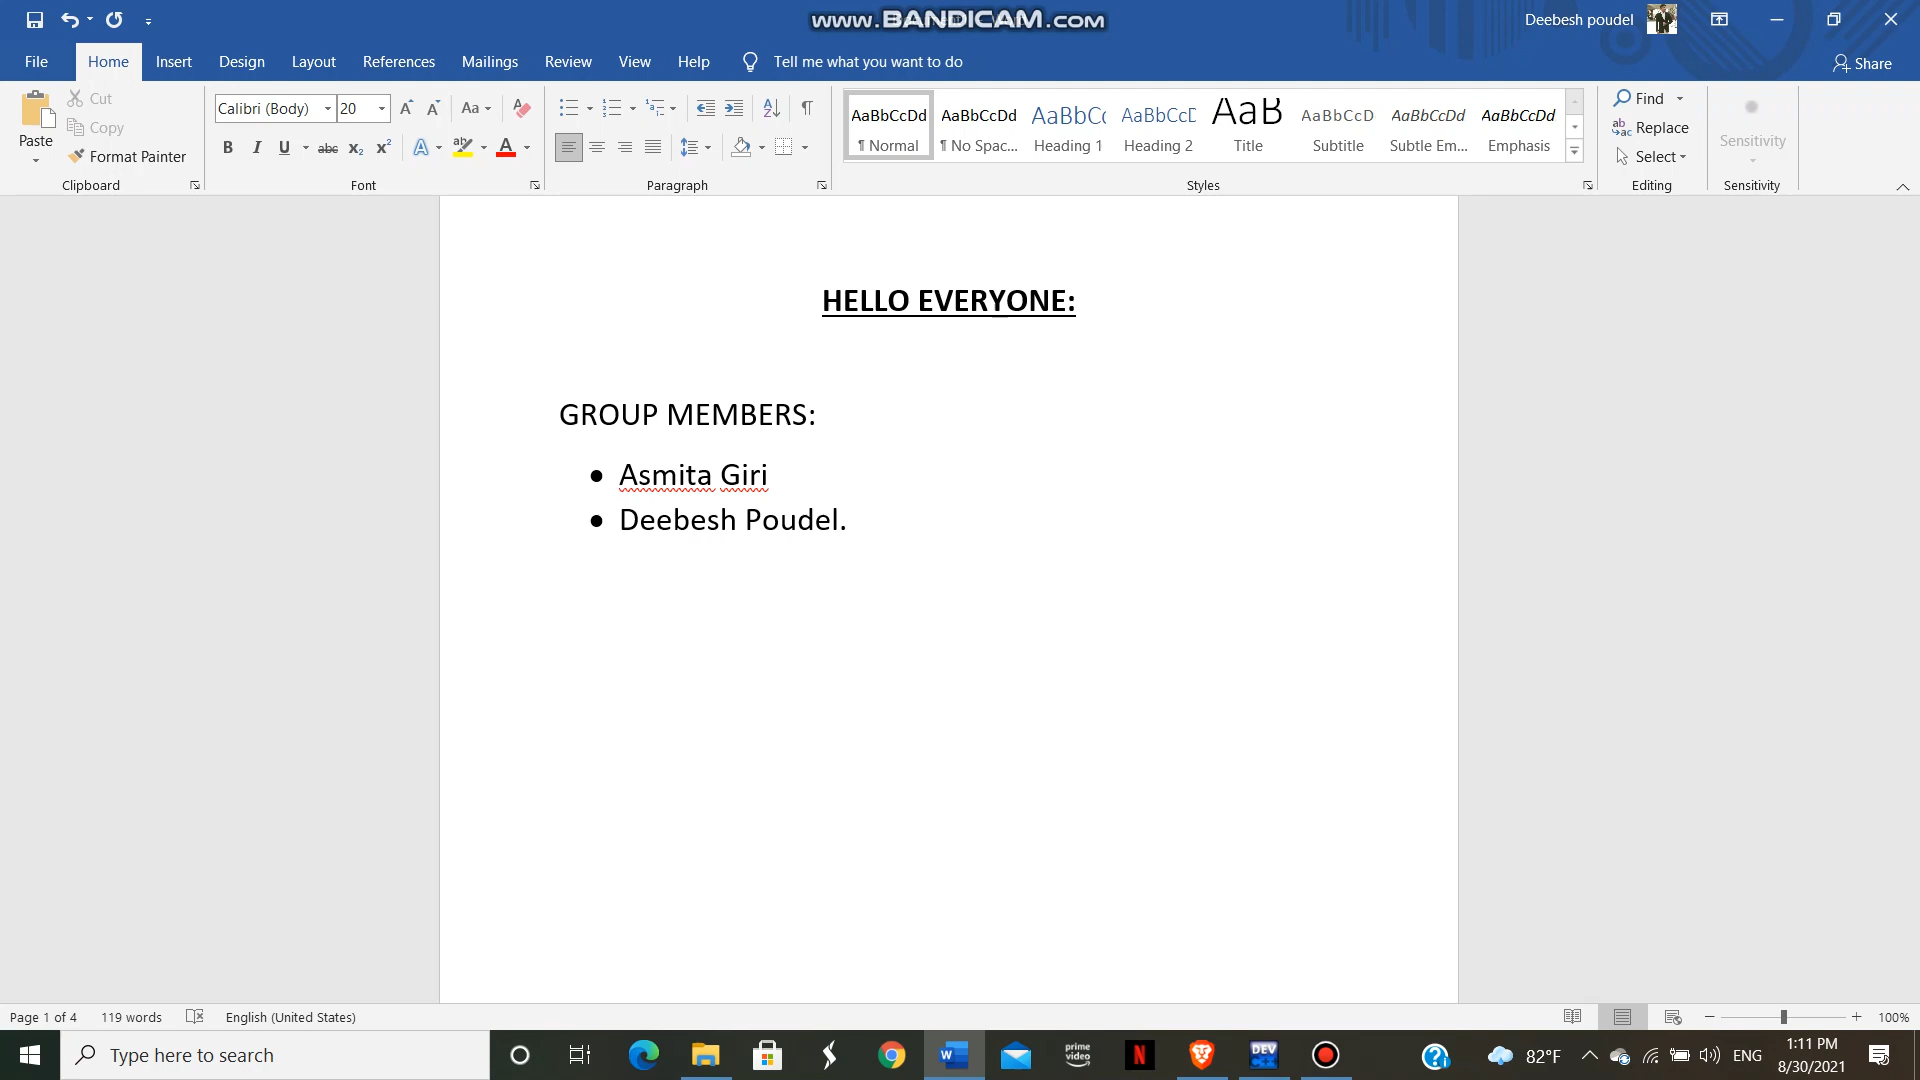 www.BANDICAM.com
Deebesh poudel
File Home Insert Design Layout References Mailings Review View Help Tell me what you want to do Share
Paste
Cut
Copy
Format Painter
Clipboard
Calibri (Body) 20
Font
Paragraph
AaBbCcDd AaBbCcDd AaBbCc AaBbCcD AaB AaBbCcD AaBbCcDd AaBbCcDd
¶ Normal ¶ No Spac... Heading 1 Heading 2 Title Subtitle Subtle Em... Emphasis
Styles
Find
Replace
Select
Editing
Sensitivity
Sensitivity
HELLO EVERYONE:
GROUP MEMBERS:
• Asmita Giri
• Deebesh Poudel.
Page 1 of 4 119 words English (United States) 100%
Type here to search
prime video
DEV C++
82°F
ENG
1:11 PM
8/30/2021